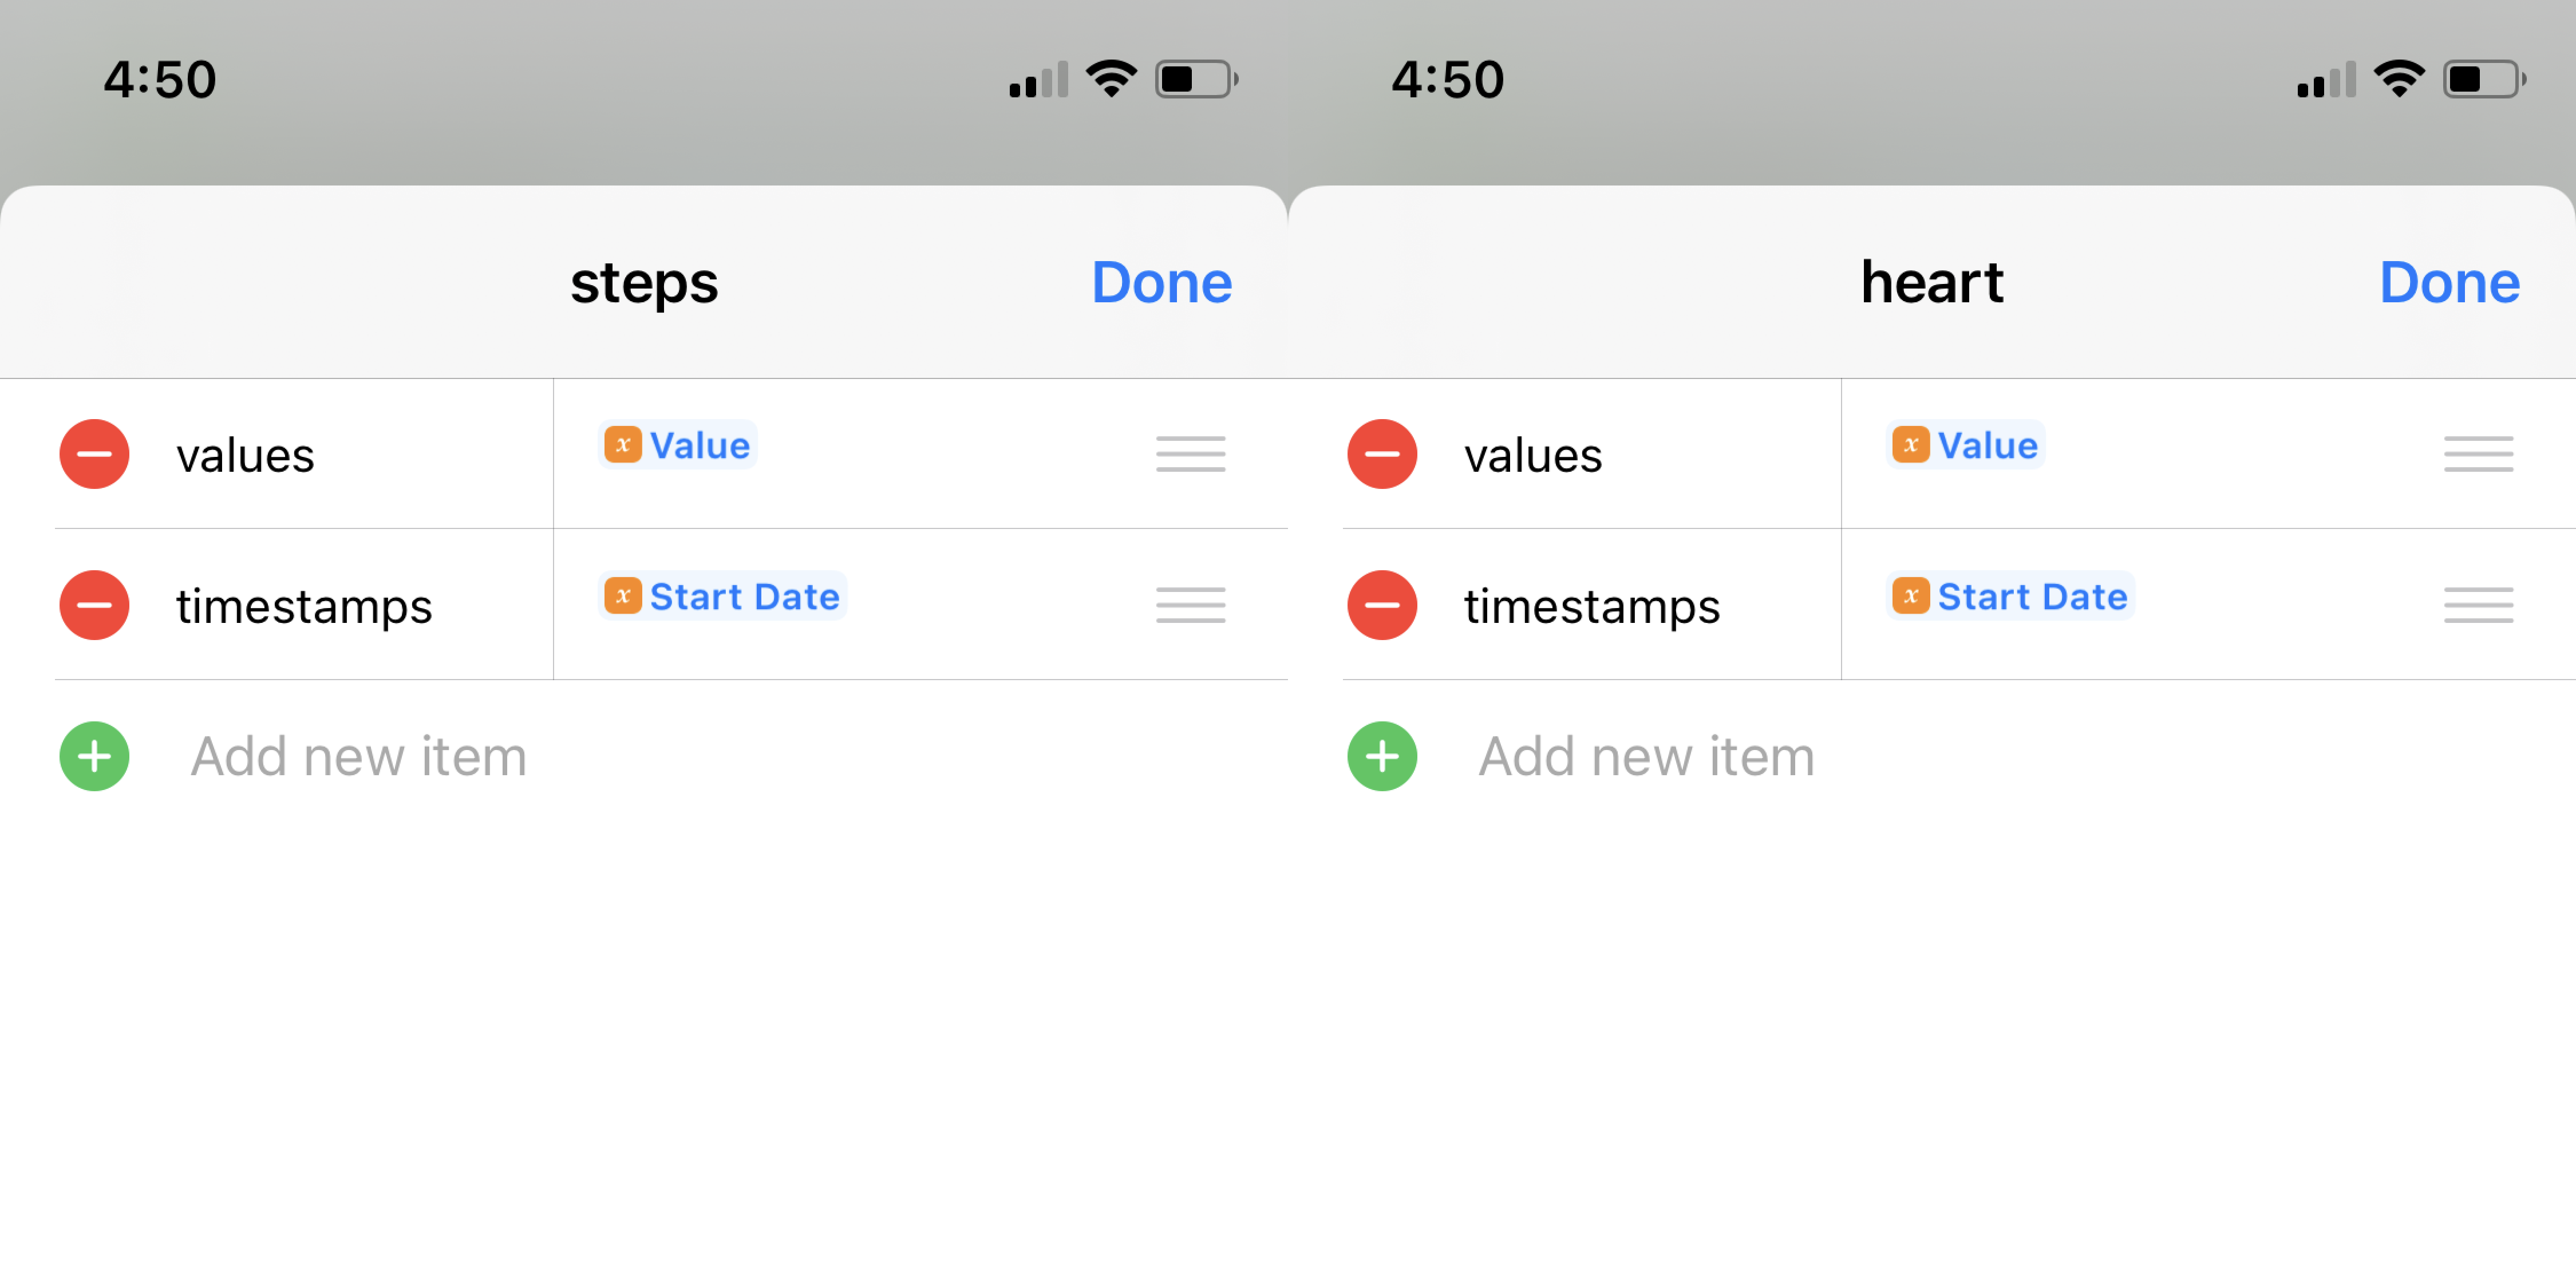 4:50
steps
Done
values
Value
timestamps
Start Date
Add new item
4:50
heart
Done
values
Value
timestamps
Start Date
Add new item